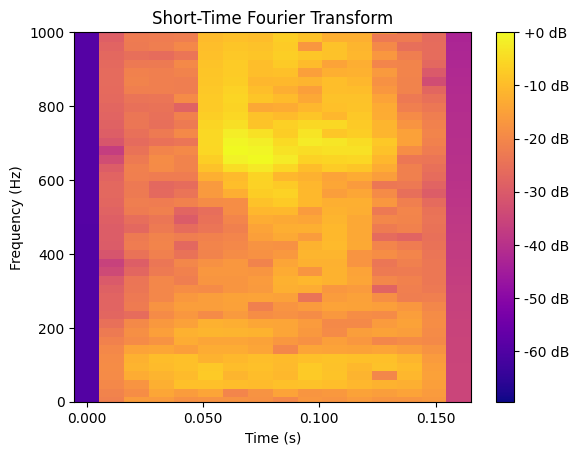 Short-Time Fourier Transform
Frequency (Hz)
1000
800
600
400
200
0
0.000
0.050
0.100
0.150
Time (s)
+0 dB
-10 dB
-20 dB
-30 dB
-40 dB
-50 dB
-60 dB